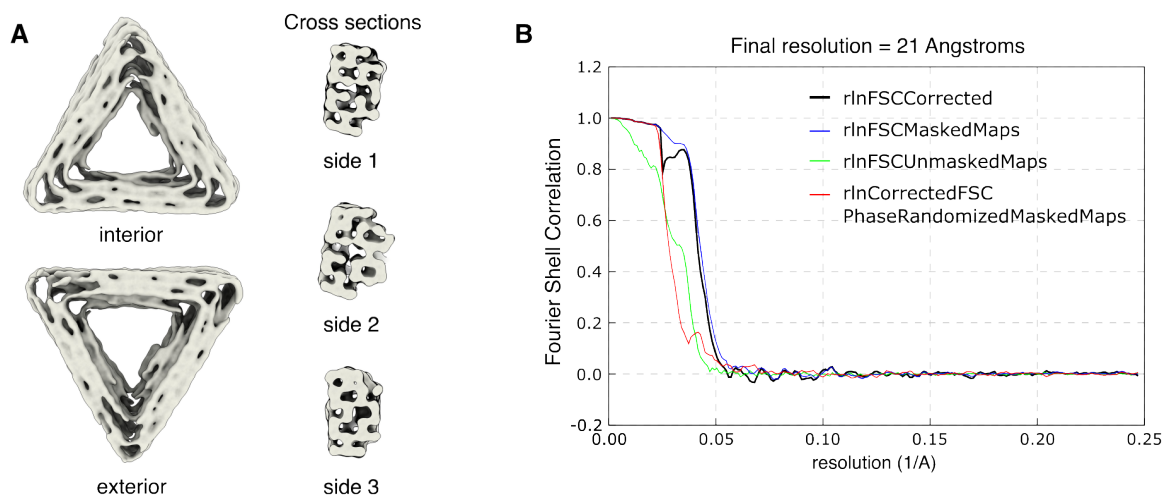 A
interior
exterior
Cross sections
side 1
side 2
side 3
B
Final resolution = 21 Angstroms
Fourier Shell Correlation
1.2
1.0
0.8
0.6
0.4
0.2
0.0
-0.2
rlnFSCCorrected
rlnFSCMaskedMaps
rlnFSCUnmaskedMaps
rlnCorrectedFSC
PhaseRandomizedMaskedMaps
0.00 0.05 0.10 0.15 0.20 0.25
resolution (1/A)